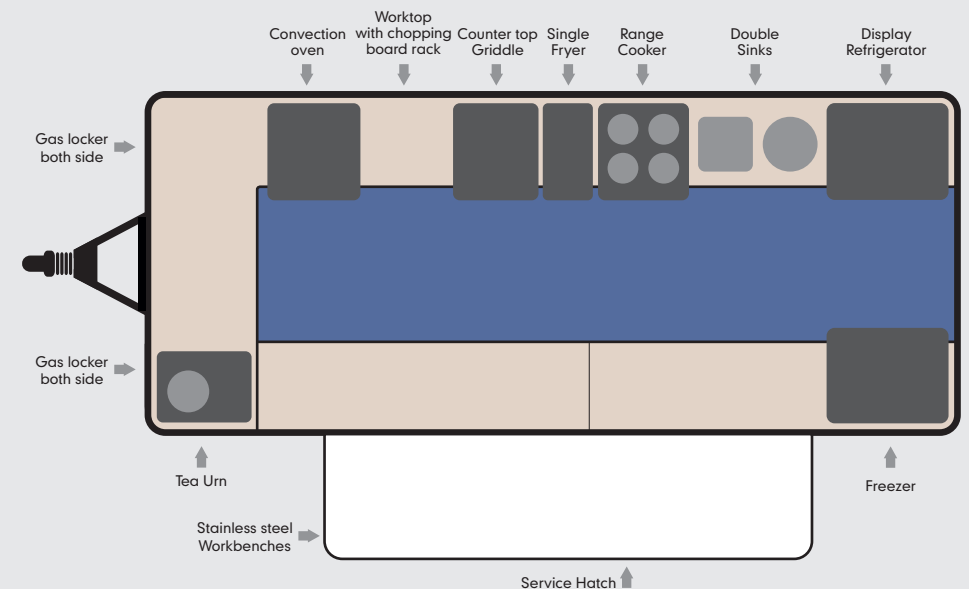 Convection
oven
Worktop
with chopping
board rack
Counter top
Griddle
Single
Fryer
Range
Cooker
Double
Sinks
Display
Refrigerator
Gas locker
both side
Gas locker
both side
Tea Urn
Freezer
Stainless steel
Workbenches
Service Hatch